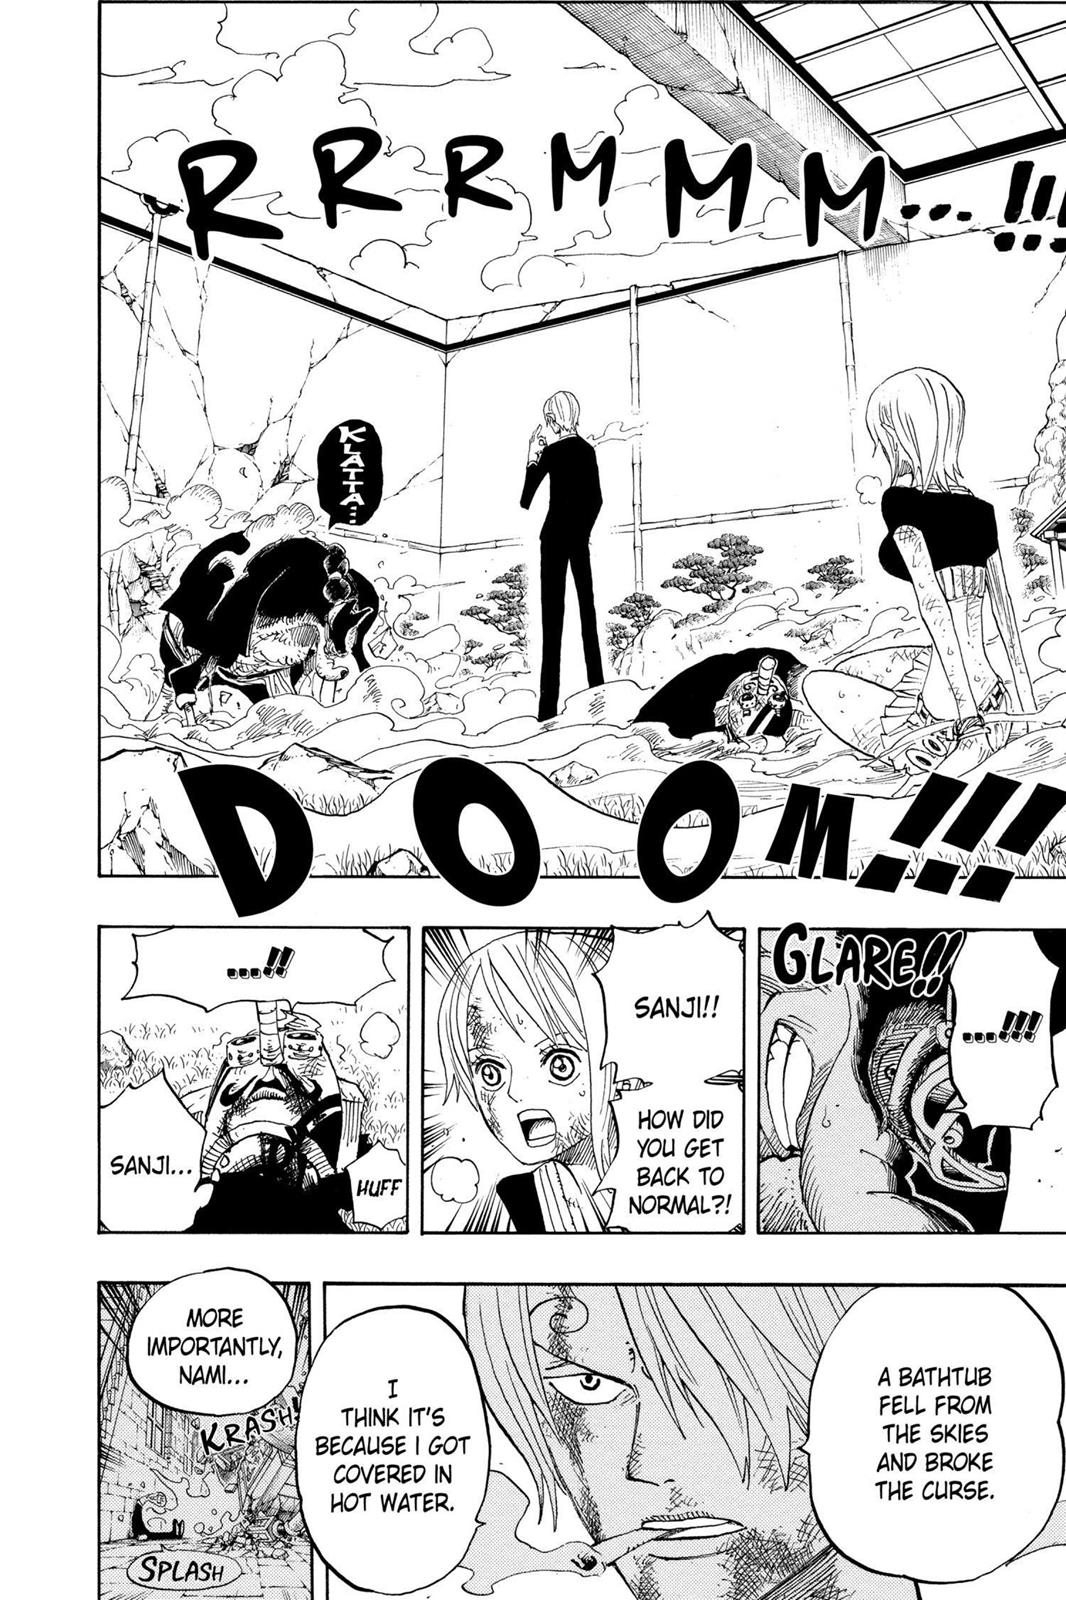 RRRMMM...!!!
KLATTA...
DOOM!!!
GLARE!!
...!!!
SANJI!!
HOW DID
YOU GET
BACK TO
NORMAL?!
...!!
SANJI...
HUFF
A BATHTUB
FELL FROM
THE SKIES
AND BROKE
THE CURSE.
I
THINK IT'S
BECAUSE I GOT
COVERED IN
HOT WATER.
MORE
IMPORTANTLY,
NAMI...
KRASH!
SPLASH